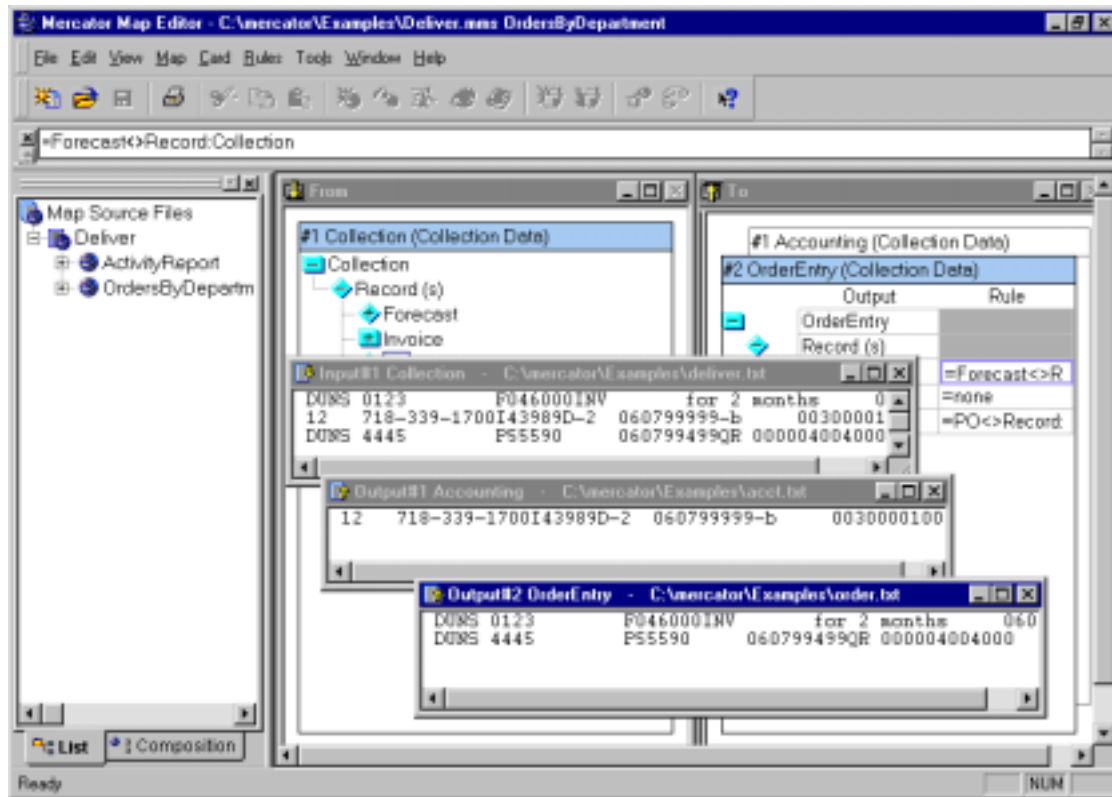 Mercator Map Editor - C:\mercator\Examples\Deliver.mms OrdersByDepartment
File Edit View Map Card Rules Tools Window Help
=Forecast<>Record:Collection
Map Source Files
Deliver
ActivityReport
OrdersByDepartm
List
Composition
From
#1 Collection (Collection Data)
Collection
Record (s)
Forecast
Invoice
To
#1 Accounting (Collection Data)
#2 OrderEntry (Collection Data)
Output Rule
OrderEntry
Record (s)
=Forecast<>R
=none
=PO<>Record:
Input#1 Collection - C:\mercator\Examples\deliver.txt
DUNS 0123 F046000INV for 2 months 0
12 718-339-1700I43989D-2 060799999-b 00300001
DUNS 4445 P55590 060799499QR 000004004000
Output#1 Accounting - C:\mercator\Examples\acct.txt
12 718-339-1700I43989D-2 060799999-b 0030000100
Output#2 OrderEntry - C:\mercator\Examples\order.txt
DUNS 0123 F046000INV for 2 months 060
DUNS 4445 P55590 060799499QR 000004004000
Ready
NUM